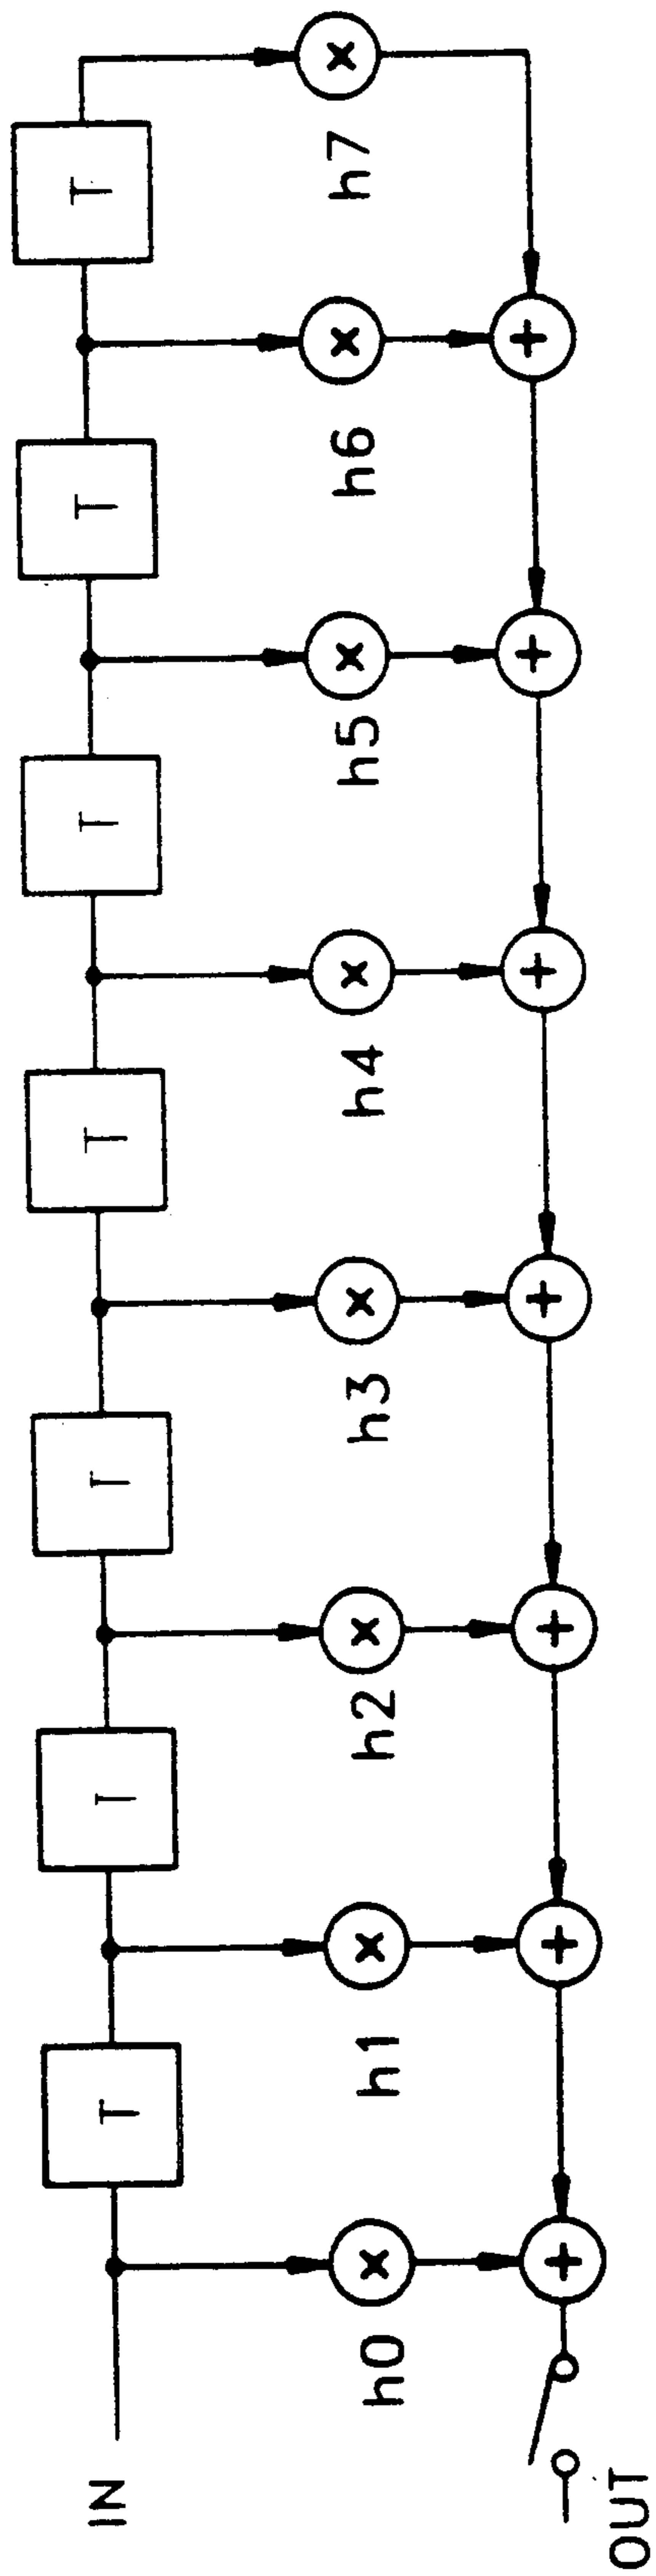 IN
T
T
T
T
T
T
T
h0
h1
h2
h3
h4
h5
h6
h7
×
×
×
×
×
×
×
×
+
+
+
+
+
+
+
OUT